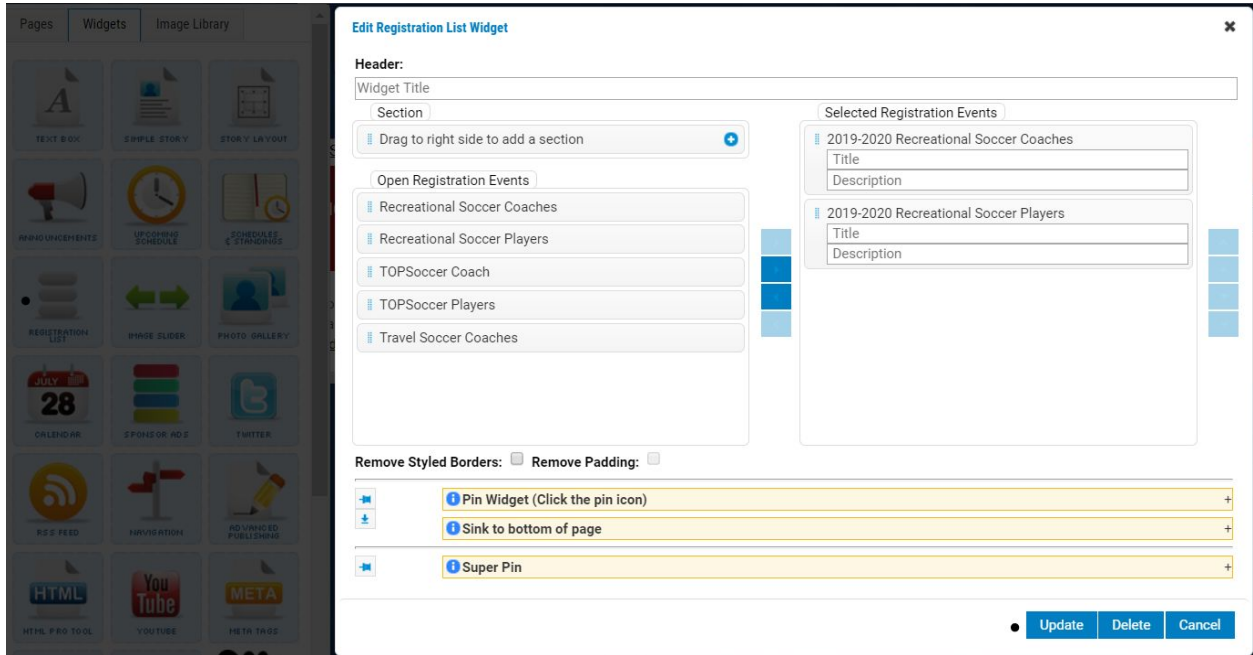 Pages
Widgets
Image Library
TEXT BOX
SIMPLE STORY
STORY LAYOUT
ANNOUNCEMENTS
UPCOMING
SCHEDULE
SCHEDULES
& STANDINGS
REGISTRATION
LIST
IMAGE SLIDER
PHOTO GALLERY
JULY
28
CALENDAR
SPONSOR ADS
TWITTER
RSS FEED
NAVIGATION
ADVANCED
PUBLISHING
HTML
You
Tube
META
HTML PRO TOOL
YOUTUBE
META TAGS
Edit Registration List Widget
Header:
Widget Title
Section
Drag to right side to add a section
Open Registration Events
Recreational Soccer Coaches
Recreational Soccer Players
TOPSoccer Coach
TOPSoccer Players
Travel Soccer Coaches
Selected Registration Events
2019-2020 Recreational Soccer Coaches
Title
Description
2019-2020 Recreational Soccer Players
Title
Description
Remove Styled Borders:
Remove Padding:
Pin Widget (Click the pin icon)
+
Sink to bottom of page
+
Super Pin
+
Update
Delete
Cancel